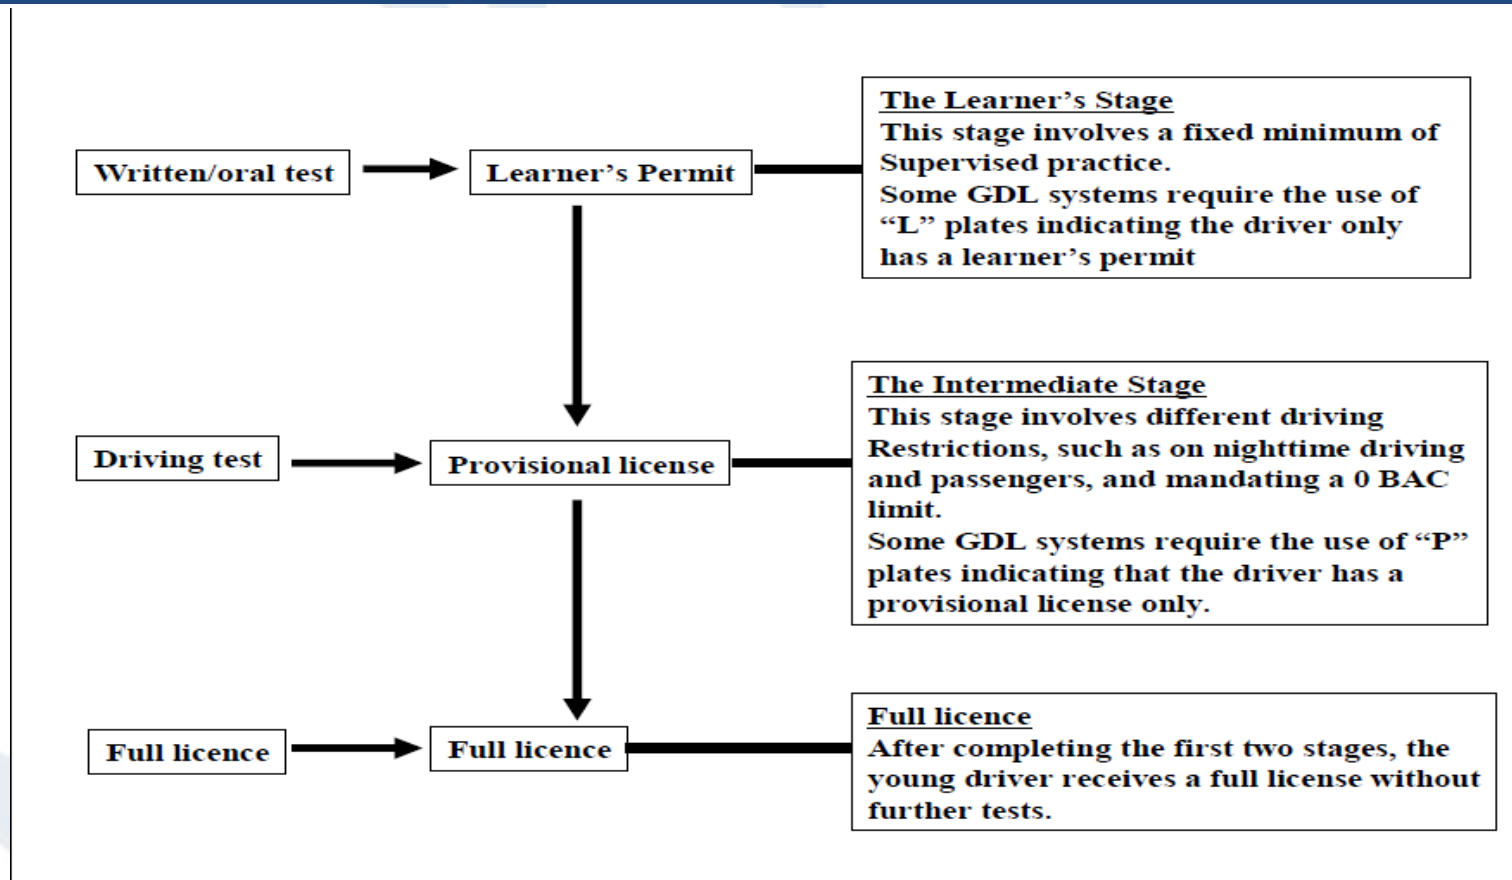 Written/oral test
Learner's Permit
The Learner's Stage
This stage involves a fixed minimum of
Supervised practice.
Some GDL systems require the use of
“L” plates indicating the driver only
has a learner's permit
Driving test
Provisional license
The Intermediate Stage
This stage involves different driving
Restrictions, such as on nighttime driving
and passengers, and mandating a 0 BAC
limit.
Some GDL systems require the use of “P”
plates indicating that the driver has a
provisional license only.
Full licence
Full licence
Full licence
After completing the first two stages, the
young driver receives a full license without
further tests.